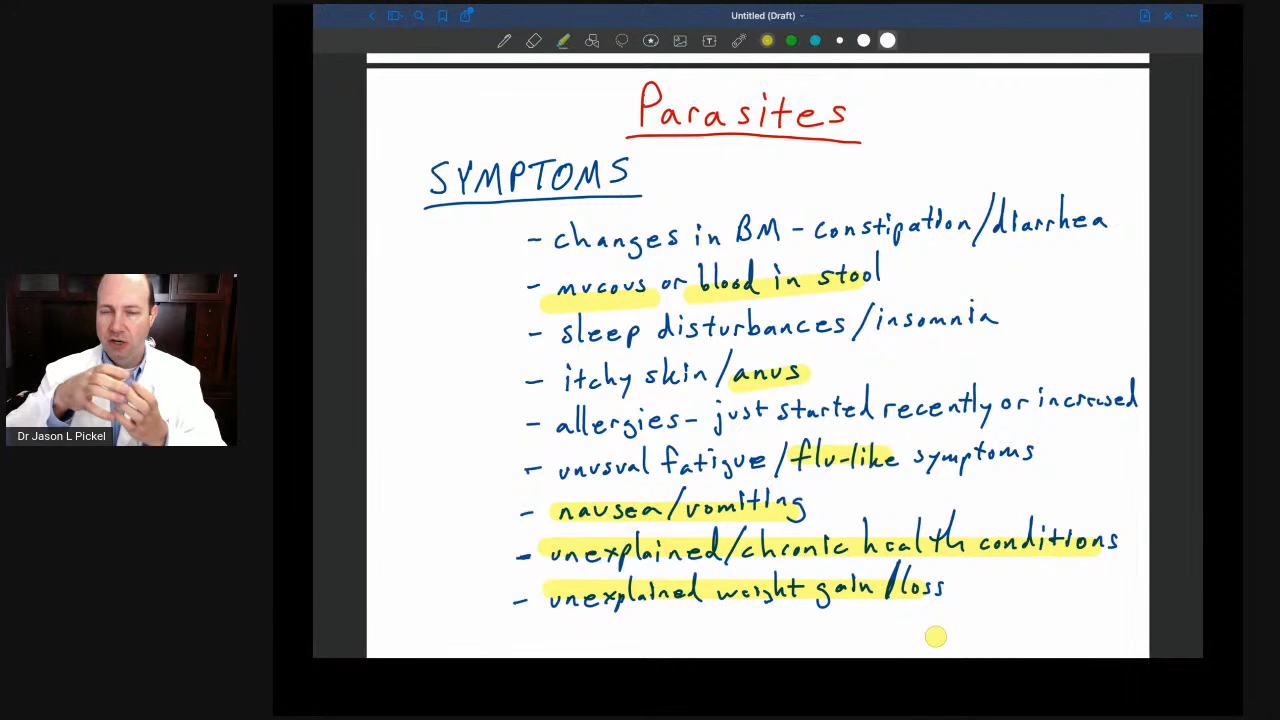 Untitled (Draft)
Parasites
SYMPTOMS
- changes in BM - constipation/diarrhea
- mucous or blood in stool
- sleep disturbances/insomnia
- itchy skin/anus
- allergies - just started recently or increased
- unusual fatigue/flu-like symptoms
- nausea/vomiting
- unexplained/chronic health conditions
- unexplained weight gain/loss
Dr Jason L Pickel